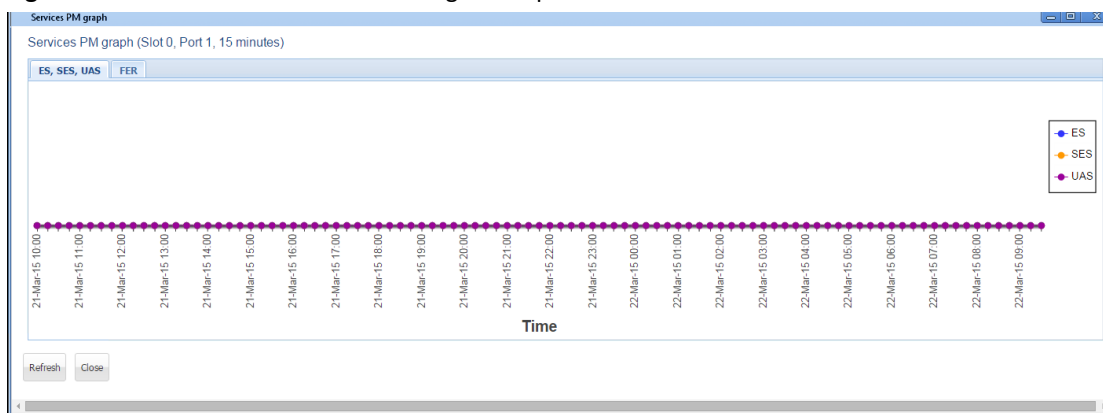 Services PM graph
Services PM graph (Slot 0, Port 1, 15 minutes)
ES, SES, UAS
FER
ES
SES
UAS
21-Mar-15 10:00
21-Mar-15 11:00
21-Mar-15 12:00
21-Mar-15 13:00
21-Mar-15 14:00
21-Mar-15 15:00
21-Mar-15 16:00
21-Mar-15 17:00
21-Mar-15 18:00
21-Mar-15 19:00
21-Mar-15 20:00
21-Mar-15 21:00
21-Mar-15 22:00
21-Mar-15 23:00
22-Mar-15 00:00
22-Mar-15 01:00
22-Mar-15 02:00
22-Mar-15 03:00
22-Mar-15 04:00
22-Mar-15 05:00
22-Mar-15 06:00
22-Mar-15 07:00
22-Mar-15 08:00
22-Mar-15 09:00
Time
Refresh
Close